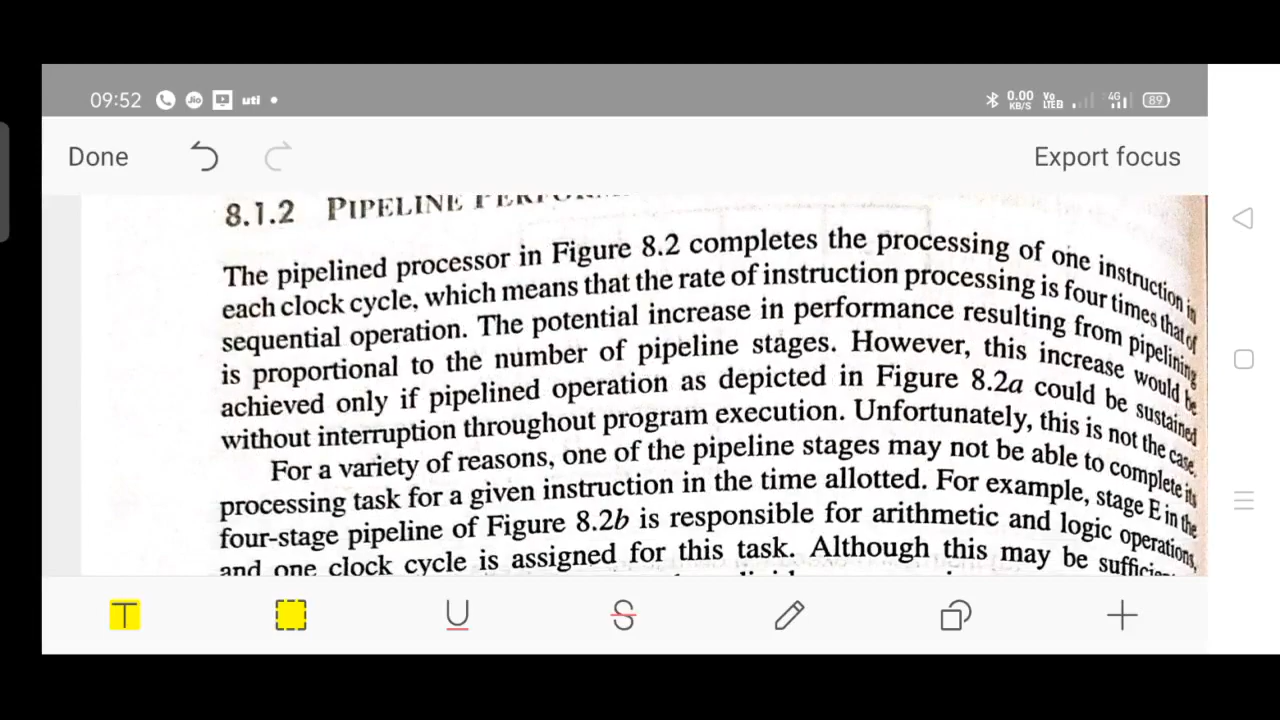 09:52 Jio uti 0.00 KB/S Vo LTE 4G 89
Done Export focus
8.1.2 PIPELINE
The pipelined processor in Figure 8.2 completes the processing of one instruction in
each clock cycle, which means that the rate of instruction processing is four times that of
sequential operation. The potential increase in performance resulting from pipelining
is proportional to the number of pipeline stages. However, this increase would be
achieved only if pipelined operation as depicted in Figure 8.2a could be sustained
without interruption throughout program execution. Unfortunately, this is not the case.
For a variety of reasons, one of the pipeline stages may not be able to complete its
processing task for a given instruction in the time allotted. For example, stage E in the
four-stage pipeline of Figure 8.2b is responsible for arithmetic and logic operations,
and one clock cycle is assigned for this task. Although this may be
T U S